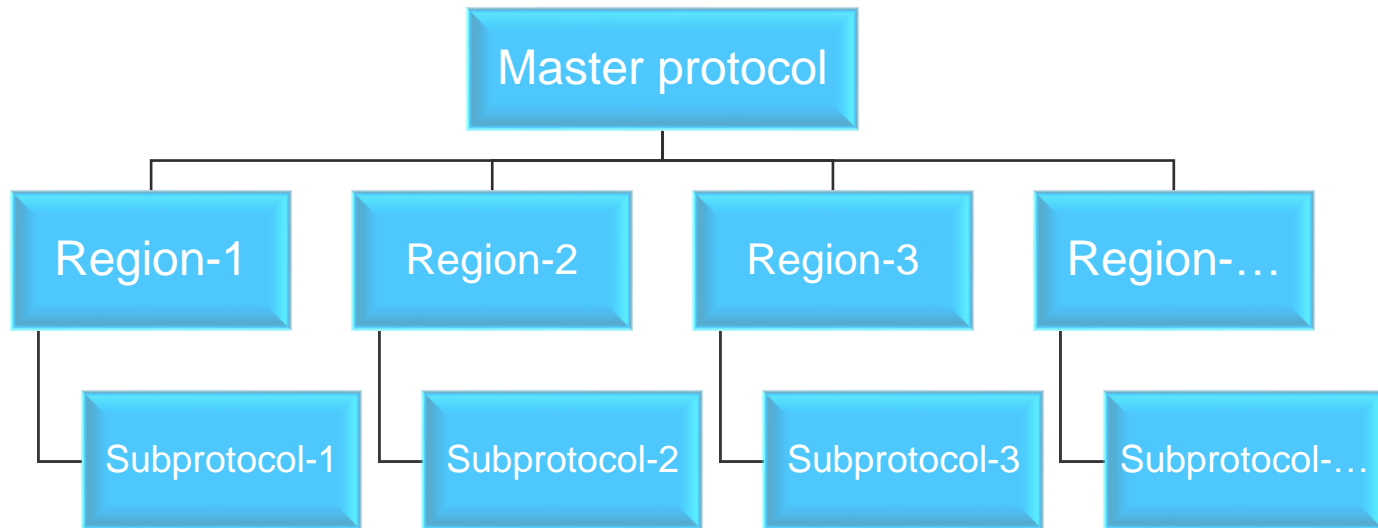 Master protocol
Region-1
Region-2
Region-3
Region-…
Subprotocol-1
Subprotocol-2
Subprotocol-3
Subprotocol-…